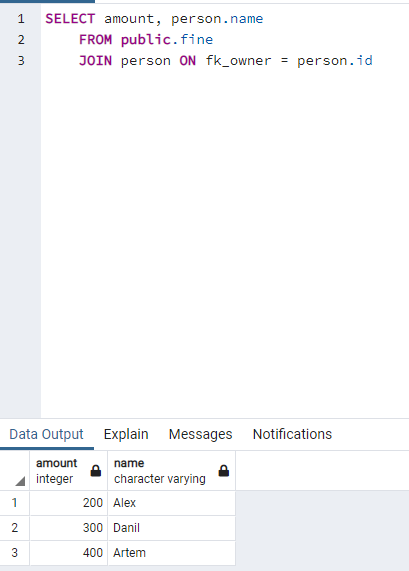 1 SELECT amount, person.name
2 FROM public.fine
3 JOIN person ON fk_owner = person.id
Data Output Explain Messages Notifications
amount name
integer character varying
1 200 Alex
2 300 Danil
3 400 Artem